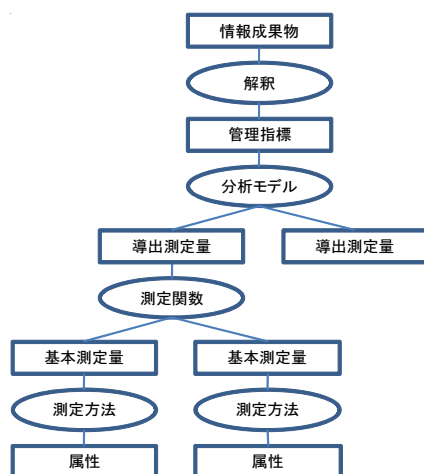 情報成果物
解釈
管理指標
分析モデル
導出測定量
導出測定量
測定関数
基本測定量
基本測定量
測定方法
測定方法
属性
属性